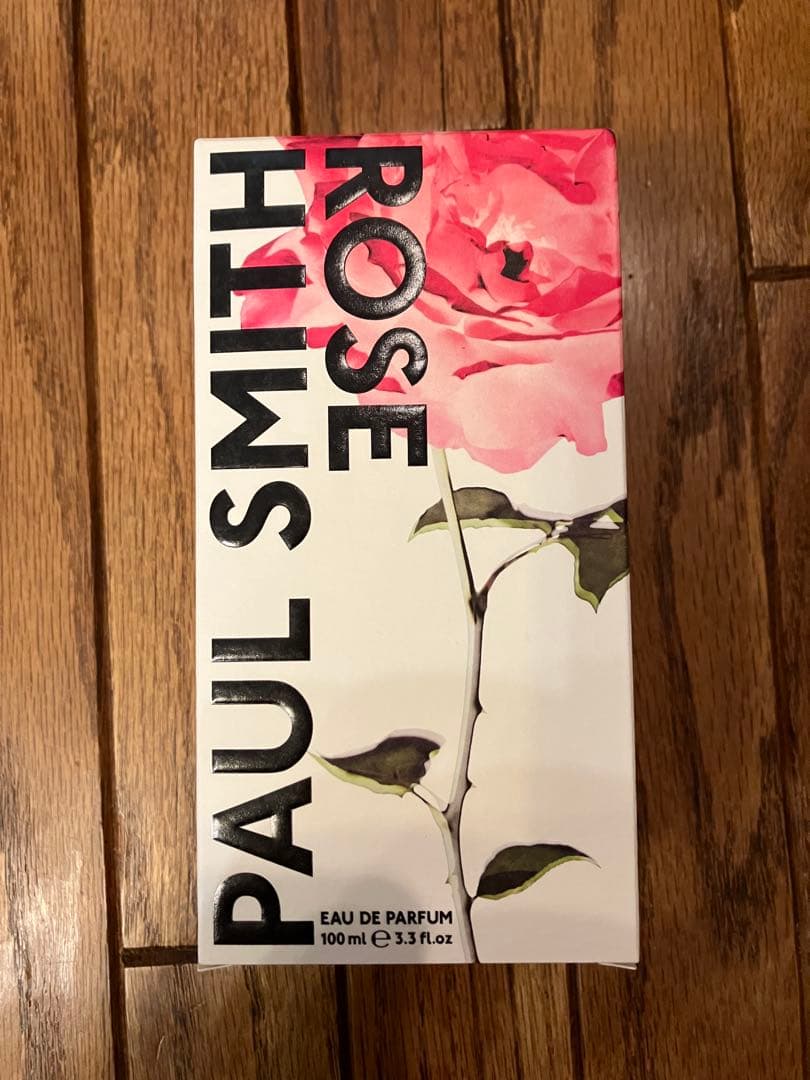 PAUL SMITH
ROSE
EAU DE PARFUM
100 ml ℮ 3.3 fl.oz